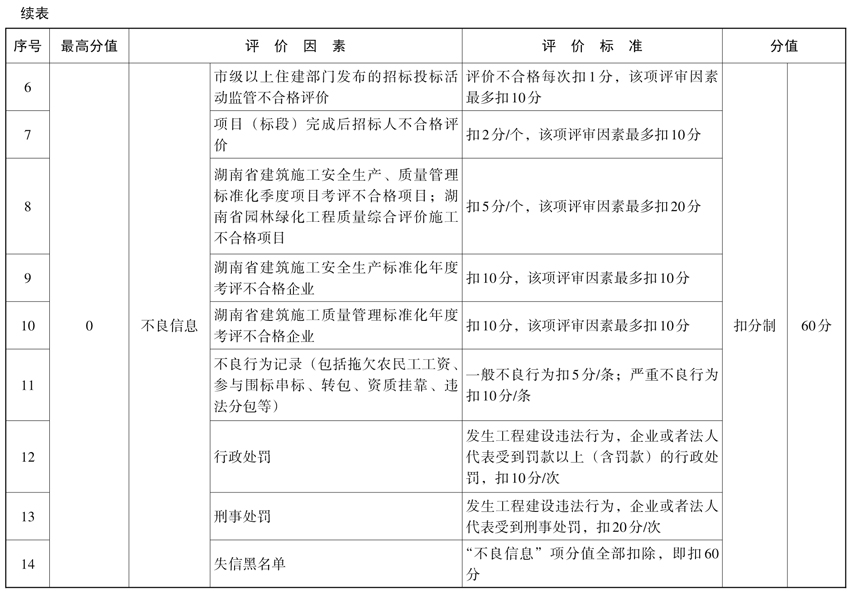 续表
序号 最高分值 评 价 因 素 评 价 标 准 分值
6 市级以上住建部门发布的招标投标活 评价不合格每次扣1分，该项评审因素
动监管不合格评价 最多扣10分
7 项目（标段）完成后招标人不合格评 扣2分/个，该项评审因素最多扣10分
价
8 湖南省建筑施工安全生产、质量管理 扣5分/个，该项评审因素最多扣20分
标准化季度项目考评不合格项目；湖
南省园林绿化工程质量综合评价施工
不合格项目
9 湖南省建筑施工安全生产标准化年度 扣10分，该项评审因素最多扣10分
考评不合格企业
10 0 不良信息 湖南省建筑施工质量管理标准化年度 扣10分，该项评审因素最多扣10分 扣分制 60分
考评不合格企业
11 不良行为记录（包括拖欠农民工工资、 一般不良行为扣5分/条；严重不良行为
参与围标串标、转包、资质挂靠、违 扣10分/条
法分包等）
12 行政处罚 发生工程建设违法行为，企业或者法人
代表受到罚款以上（含罚款）的行政处
罚，扣10分/次
13 刑事处罚 发生工程建设违法行为，企业或者法人
代表受到刑事处罚，扣20分/次
14 失信黑名单 “不良信息”项分值全部扣除，即扣60
分